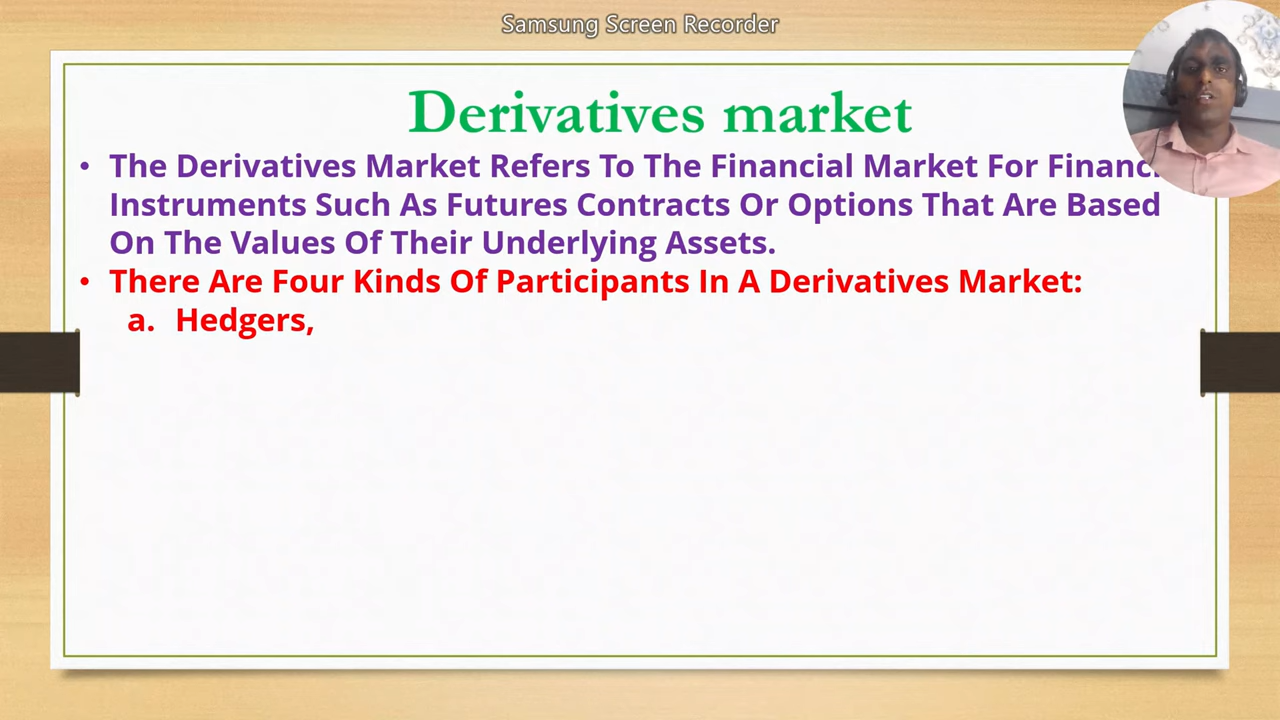 Samsung Screen Recorder
Derivatives market
• The Derivatives Market Refers To The Financial Market For
Instruments Such As Futures Contracts Or Options That Are Based
On The Values Of Their Underlying Assets.
• There Are Four Kinds Of Participants In A Derivatives Market:
a. Hedgers,